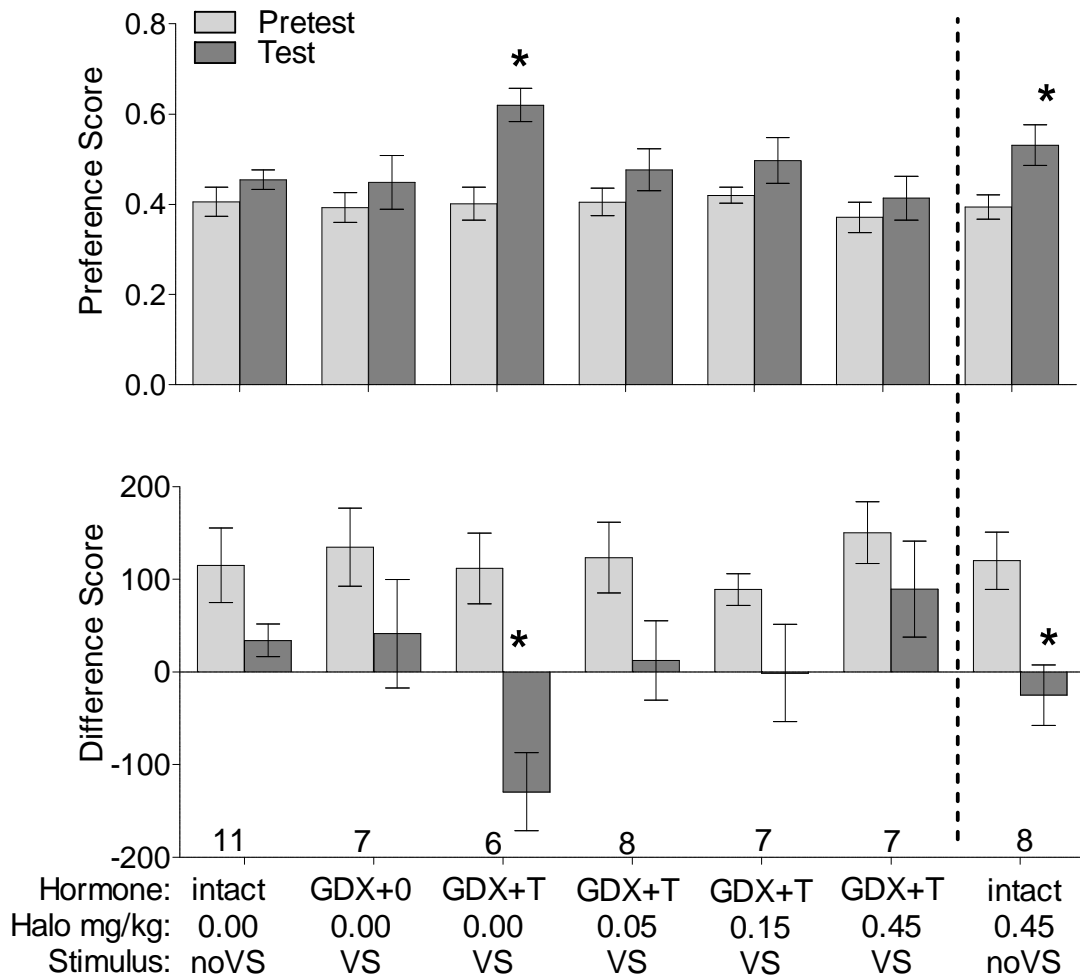 Pretest
Test
Preference Score
0.8
0.6
0.4
0.2
0.0
*
*
Difference Score
200
100
0
-100
-200
*
*
11 7 6 8 7 7 8
Hormone: intact GDX+0 GDX+T GDX+T GDX+T GDX+T intact
Halo mg/kg: 0.00 0.00 0.00 0.05 0.15 0.45 0.45
Stimulus: noVS VS VS VS VS VS noVS